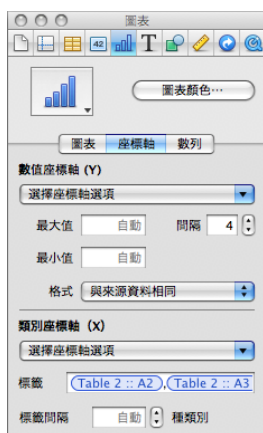 圖表
42
T
圖表顏色…
圖表 座標軸 數列
數值座標軸 (Y)
選擇座標軸選項
最大值 自動 間隔 4
最小值 自動
格式 與來源資料相同
類別座標軸 (X)
選擇座標軸選項
標籤 (Table 2 :: A2),(Table 2 :: A3
標籤間隔 自動 種類別